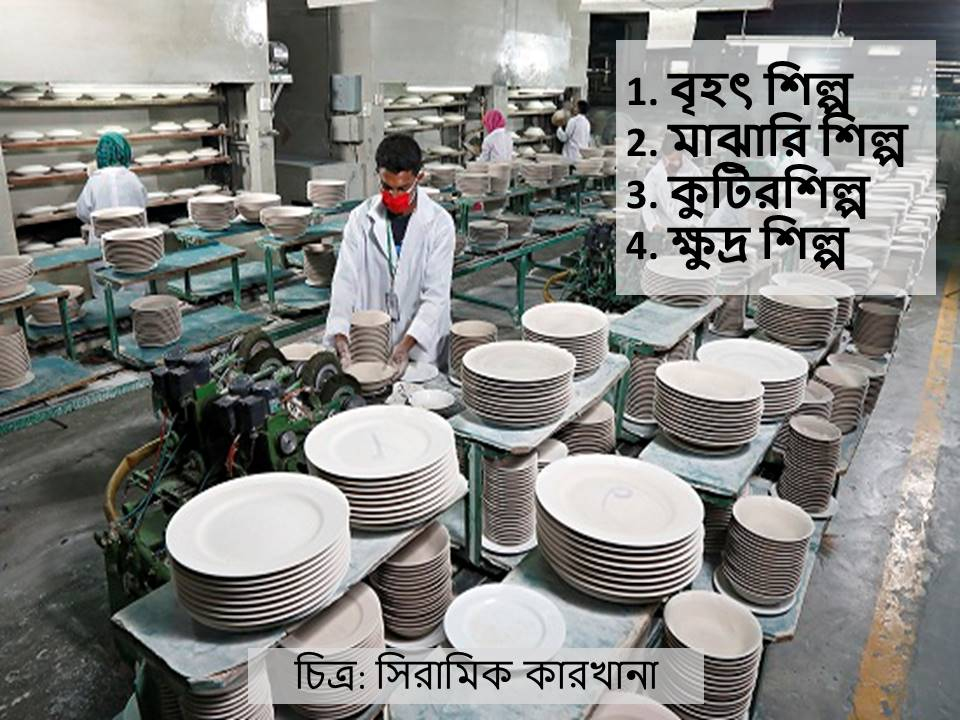 1. বৃহৎ শিল্প
2. মাঝারি শিল্প
3. কুটিরশিল্প
4. ক্ষুদ্র শিল্প
চিত্র: সিরামিক কারখানা